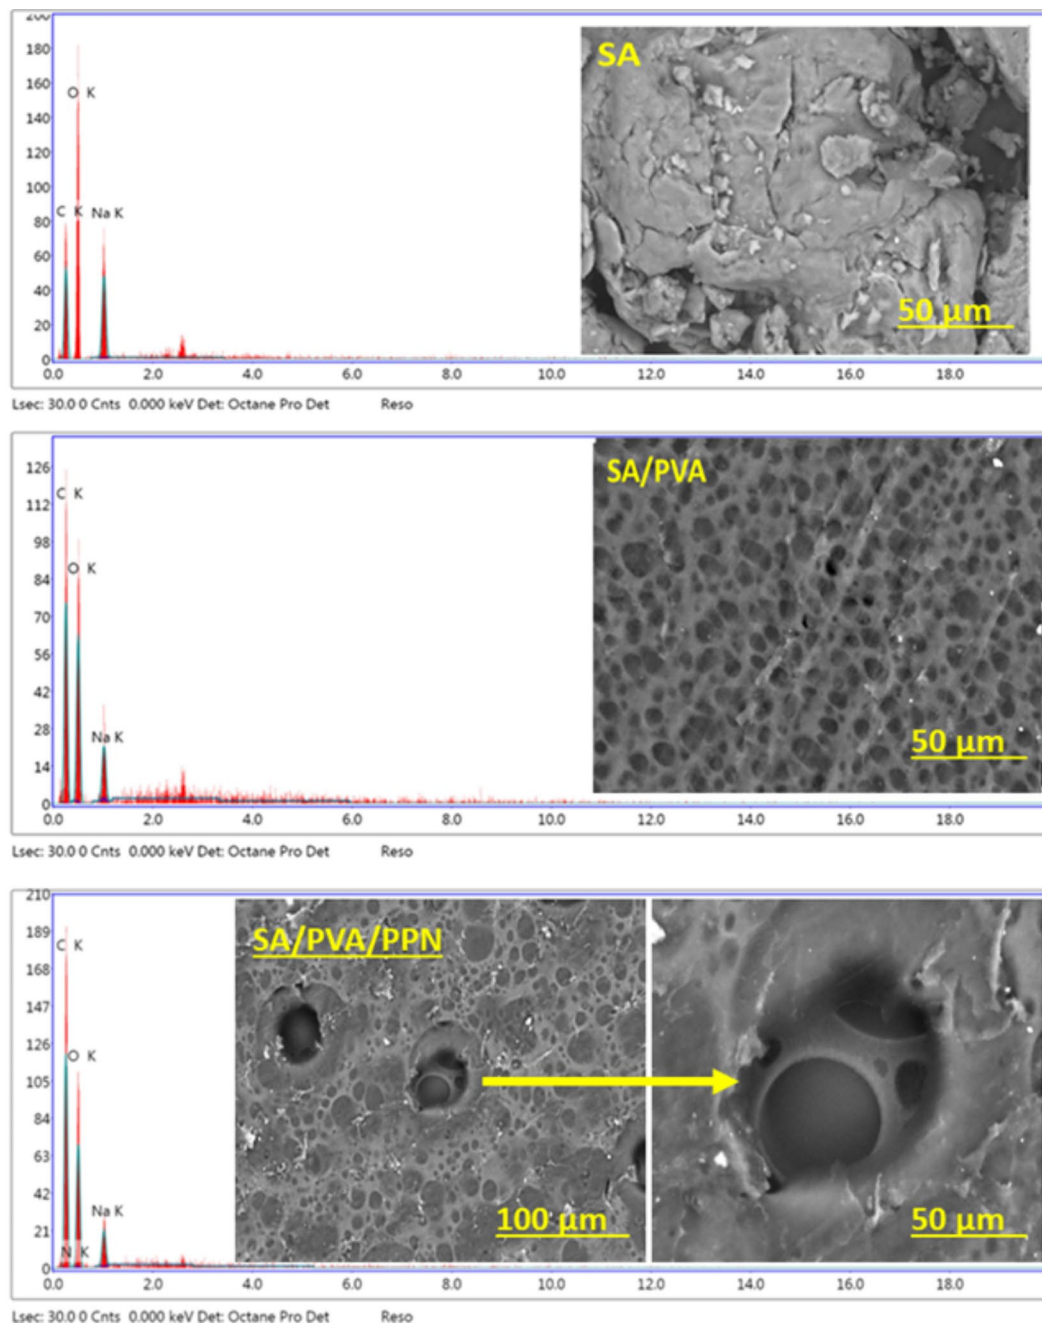 200
180
160
140
120
100
80
60
40
20
0
O K
C K
Na K
SA
50 µm
0.0 2.0 4.0 6.0 8.0 10.0 12.0 14.0 16.0 18.0
Lsec: 30.0 0 Cnts 0.000 keV Det: Octane Pro Det Reso
126
112
98
84
70
56
42
28
14
0
C K
O K
Na K
SA/PVA
50 µm
0.0 2.0 4.0 6.0 8.0 10.0 12.0 14.0 16.0 18.0
Lsec: 30.0 0 Cnts 0.000 keV Det: Octane Pro Det Reso
210
189
168
147
126
105
84
63
42
21
0
C K
O K
Na K
N K
SA/PVA/PPN
100 µm
50 µm
0.0 2.0 4.0 6.0 8.0 10.0 12.0 14.0 16.0 18.0
Lsec: 30.0 0 Cnts 0.000 keV Det: Octane Pro Det Reso